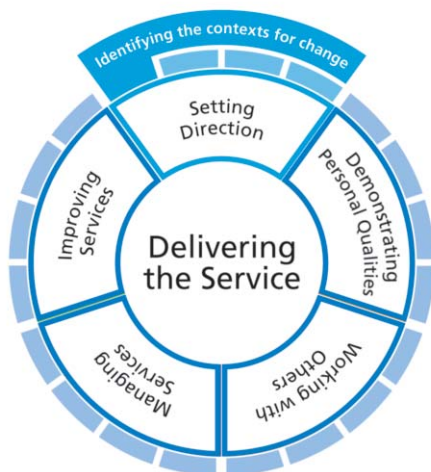 Identifying the contexts for change
Setting
Direction
Demonstrating
Personal Qualities
Working with
Others
Managing
Services
Improving
Services
Delivering
the Service